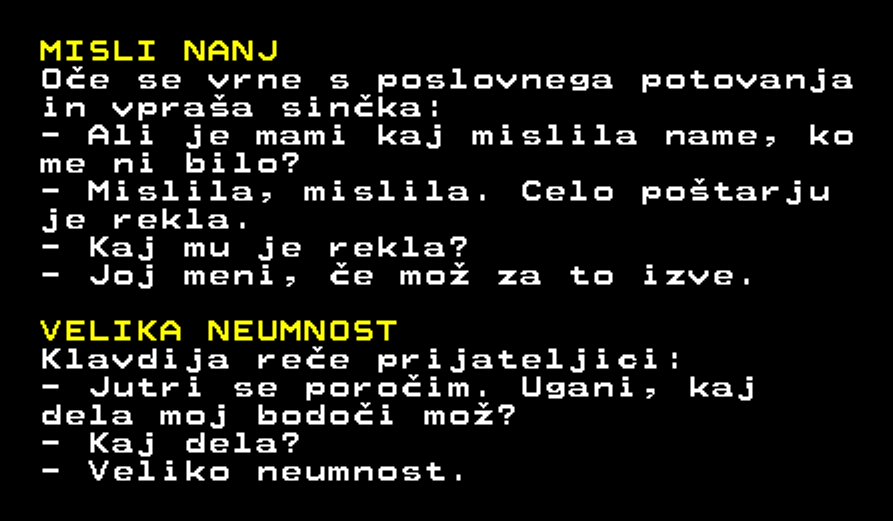 MISLI NANJ
Oče se vrne s poslovnega potovanja
in vpraša sinčka:
- Ali je mami kaj mislila name, ko
me ni bilo?
- Mislila, mislila. Celo poštarju
je rekla.
- Kaj mu je rekla?
- Joj meni, če mož za to izve.
VELIKA NEUMNOST
Klavdija reče prijateljici:
- Jutri se poročim. Ugani, kaj
dela moj bodoči mož?
- Kaj dela?
- Veliko neumnost.